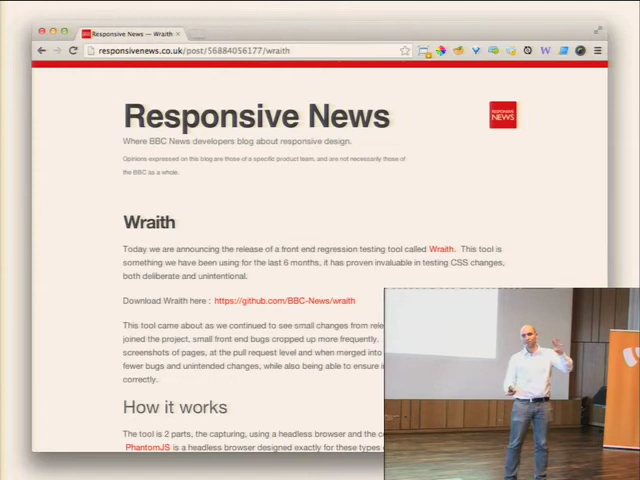 Responsive News — Wraith
responsivenews.co.uk/post/56884056177/wraith
W
Responsive News
RESPONSIVE
NEWS
Where BBC News developers blog about responsive design.
Opinions expressed on this blog are those of a specific product team, and are not necessarily those of
the BBC as a whole.
Wraith
Today we are announcing the release of a front end regression testing tool called Wraith. This tool is
something we have been using for the last 6 months, it has proven invaluable in testing CSS changes,
both deliberate and unintentional.
Download Wraith here : https://github.com/BBC-News/wraith
This tool came about as we continued to see small changes from
joined the project, small front end bugs cropped up more frequently.
screenshots of pages, at the pull request level and when merged into
fewer bugs and unintended changes, while also being able to ensure
correctly.
How it works
The tool is 2 parts, the capturing, using a headless browser and the
PhantomJS is a headless browser designed exactly for these types